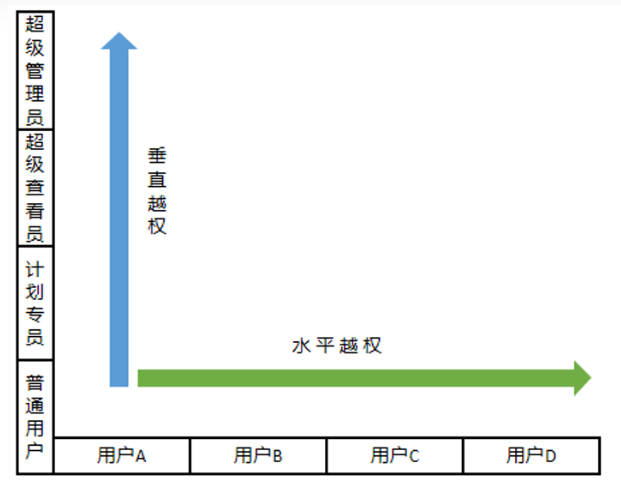 超级管理员
超级查看员
计划专员
普通用户
垂直越权
水平越权
用户A
用户B
用户C
用户D